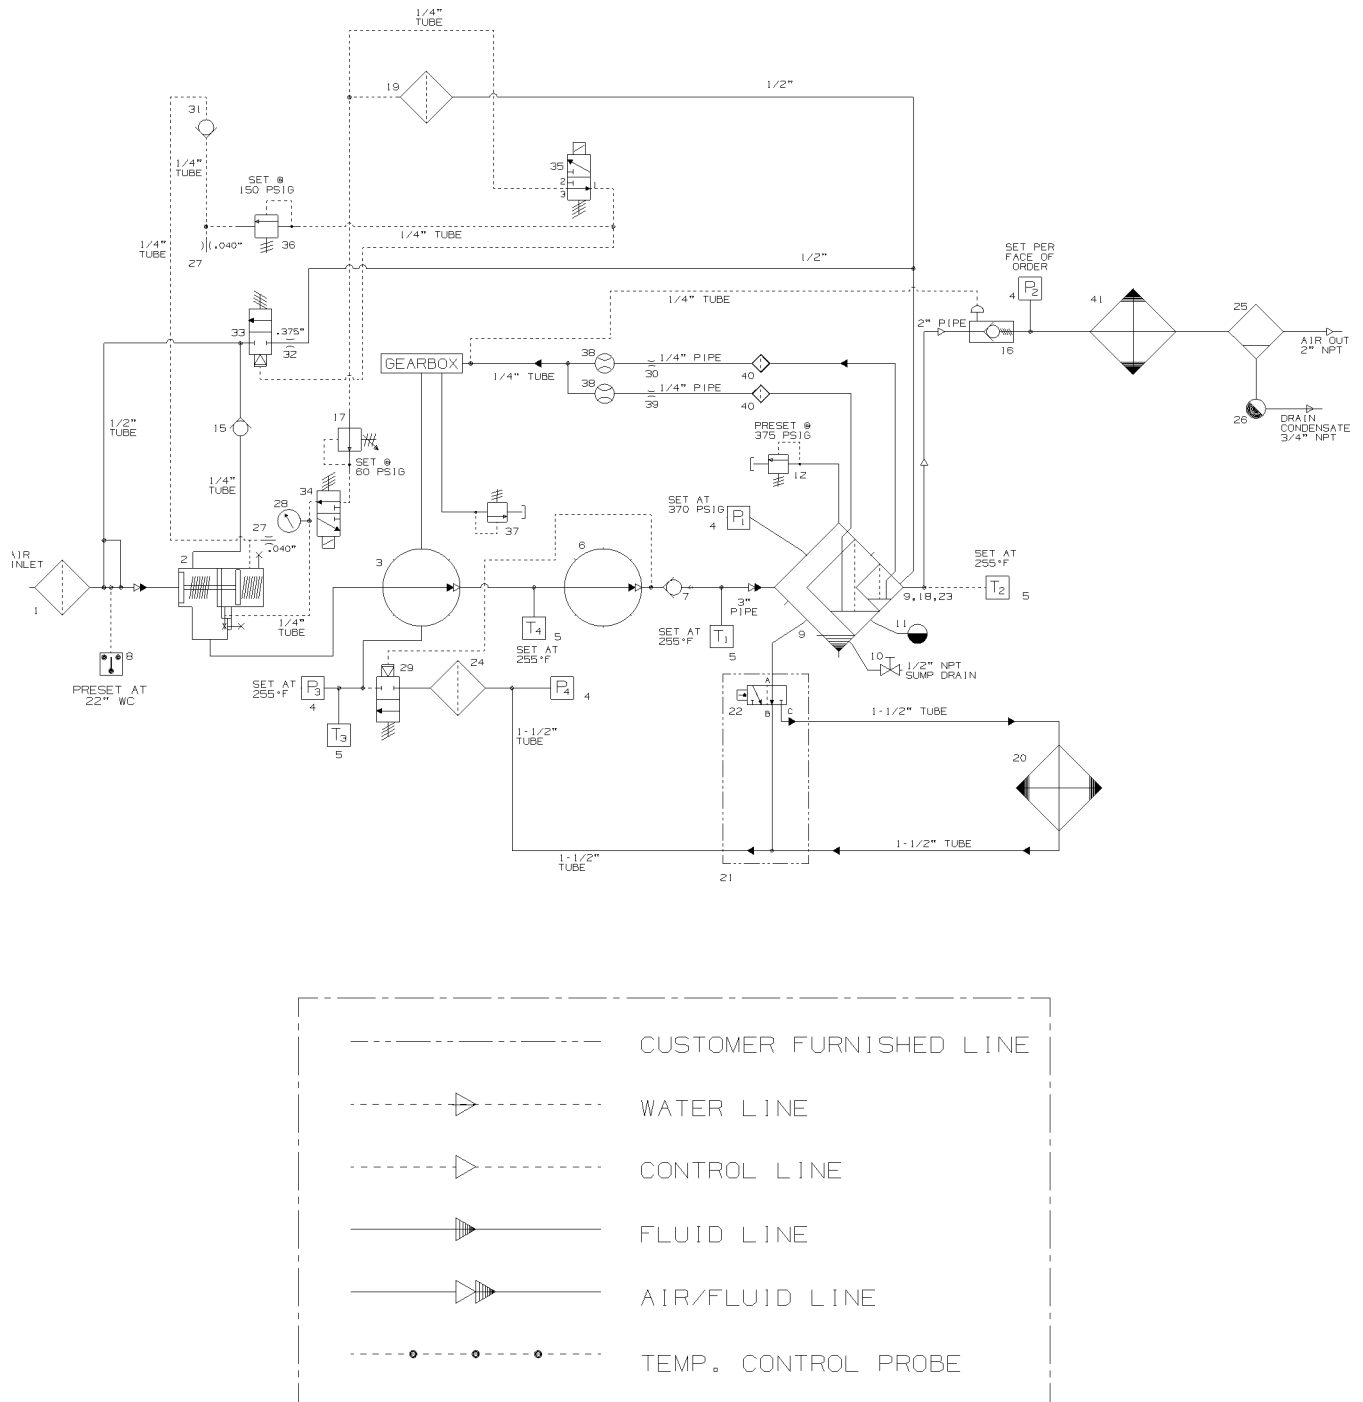 1/4"
TUBE
19
1/2"
31
1/4"
TUBE
35
2
3
1
SET @
150 PSIG
1/4"
TUBE
1/4" TUBE
(.040"
36
27
1/2"
SET PER
FACE OF
ORDER
P2
4
41
1/4" TUBE
25
33
.375"
32
2" PIPE
16
AIR OUT
2" NPT
GEARBOX
38
1/4" PIPE
1/4" TUBE
30
40
38
1/4" PIPE
39
40
26
DRAIN
CONDENSATE
3/4" NPT
17
1/2"
TUBE
15
PRESET @
375 PSIG
SET @
60 PSIG
12
1/4"
TUBE
34
28
SET AT
370 PSIG
4
P1
27
.040"
37
AIR
INLET
2
3
6
SET AT
255°F
T2
5
1
7
3"
PIPE
9,18,23
1/4"
TUBE
T4
5
SET AT
255°F
SET AT
255°F
T1
5
9
11
8
10
1/2" NPT
SUMP DRAIN
PRESET AT
22" WC
SET AT
255°F
P3
4
29
24
P4
4
A
22
B
C
1-1/2" TUBE
T3
5
1-1/2"
TUBE
20
1-1/2"
TUBE
1-1/2" TUBE
21
CUSTOMER FURNISHED LINE
WATER LINE
CONTROL LINE
FLUID LINE
AIR/FLUID LINE
TEMP. CONTROL PROBE